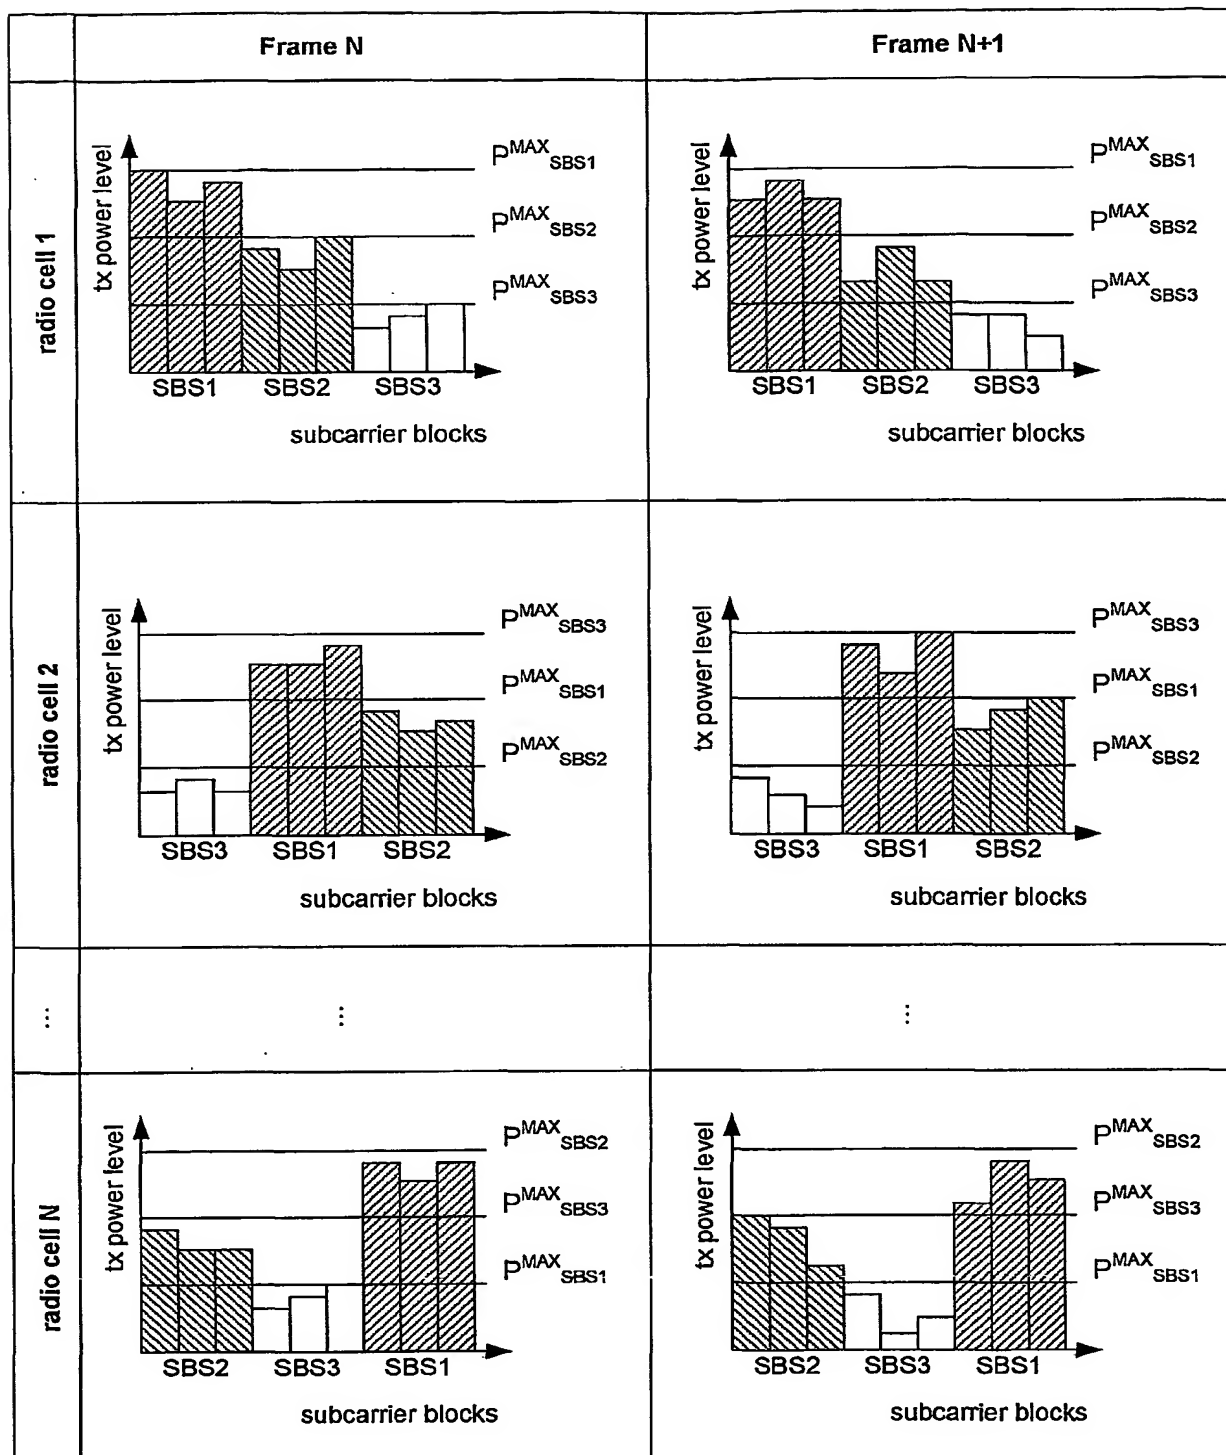 Frame N
Frame N+1
radio cell 1
tx power level
P^MAX_SBS1
P^MAX_SBS2
P^MAX_SBS3
SBS1 SBS2 SBS3
subcarrier blocks
tx power level
P^MAX_SBS1
P^MAX_SBS2
P^MAX_SBS3
SBS1 SBS2 SBS3
subcarrier blocks
radio cell 2
tx power level
P^MAX_SBS3
P^MAX_SBS1
P^MAX_SBS2
SBS3 SBS1 SBS2
subcarrier blocks
tx power level
P^MAX_SBS3
P^MAX_SBS1
P^MAX_SBS2
SBS3 SBS1 SBS2
subcarrier blocks
...
...
...
radio cell N
tx power level
P^MAX_SBS2
P^MAX_SBS3
P^MAX_SBS1
SBS2 SBS3 SBS1
subcarrier blocks
tx power level
P^MAX_SBS2
P^MAX_SBS3
P^MAX_SBS1
SBS2 SBS3 SBS1
subcarrier blocks